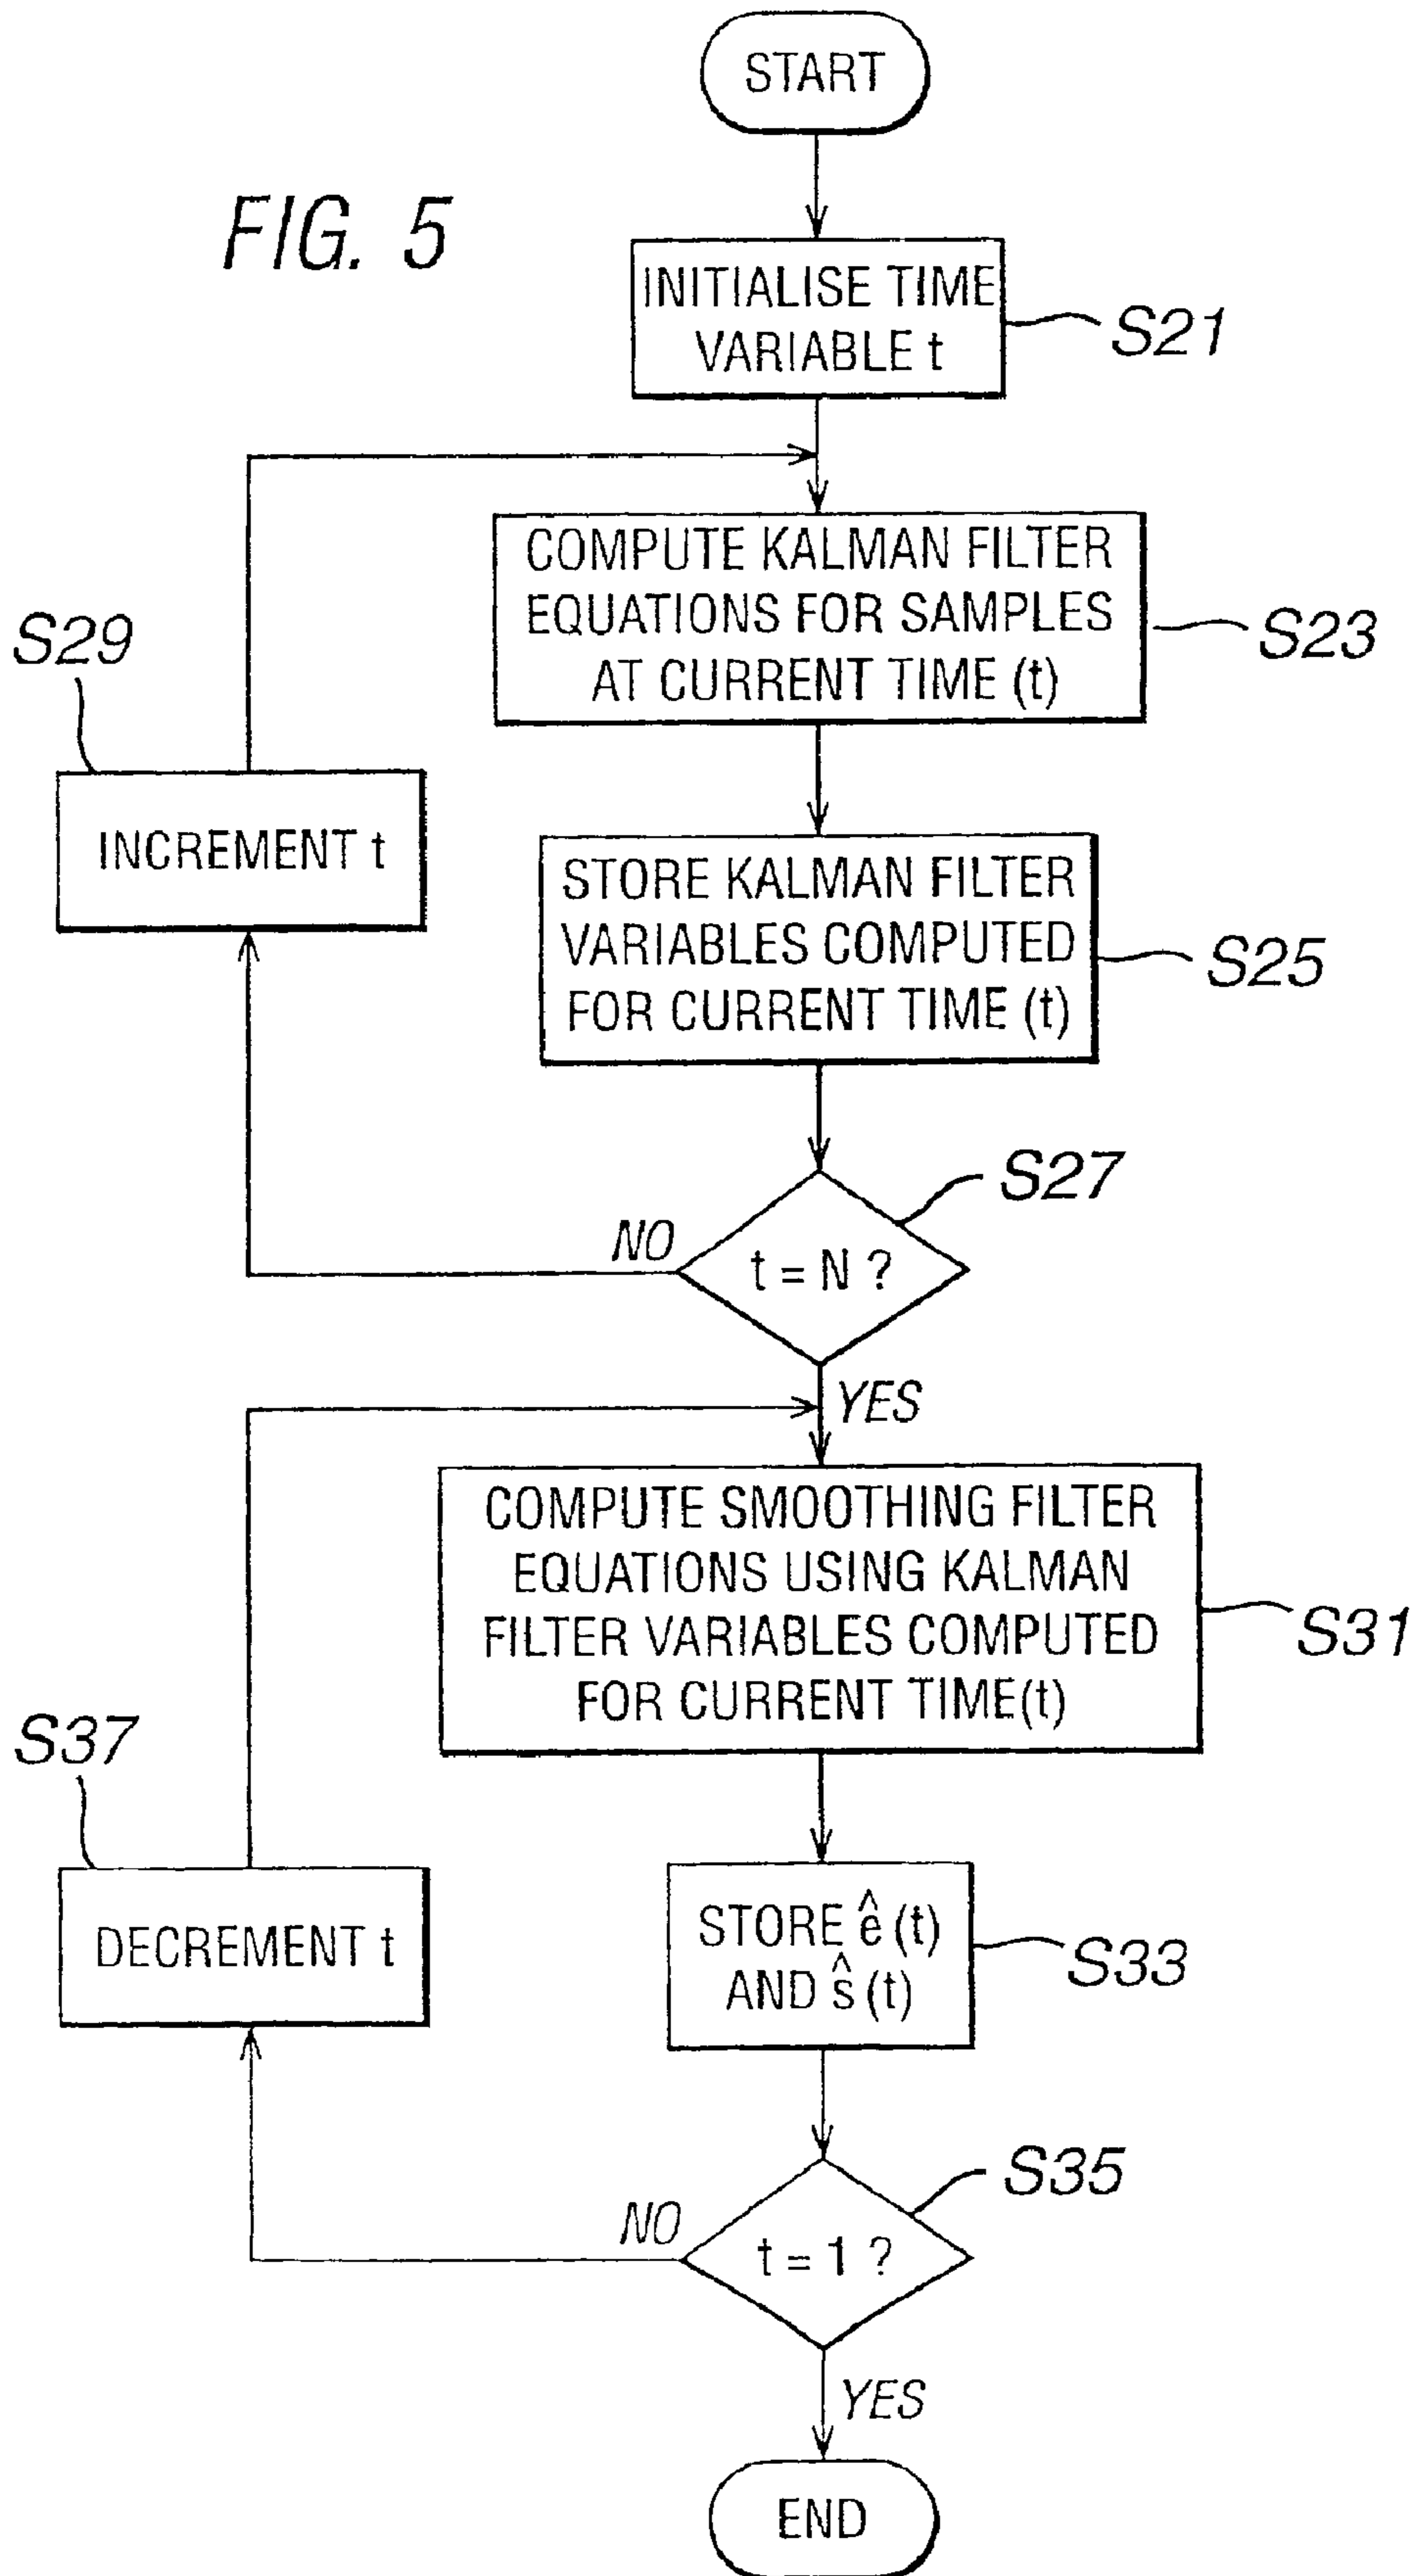 START
FIG. 5
INITIALISE TIME
VARIABLE t
S21
COMPUTE KALMAN FILTER
EQUATIONS FOR SAMPLES
AT CURRENT TIME (t)
S23
S29
INCREMENT t
STORE KALMAN FILTER
VARIABLES COMPUTED
FOR CURRENT TIME (t)
S25
S27
NO
t = N ?
YES
COMPUTE SMOOTHING FILTER
EQUATIONS USING KALMAN
FILTER VARIABLES COMPUTED
FOR CURRENT TIME(t)
S31
S37
DECREMENT t
STORE ê (t)
AND ŝ (t)
S33
S35
NO
t = 1 ?
YES
END